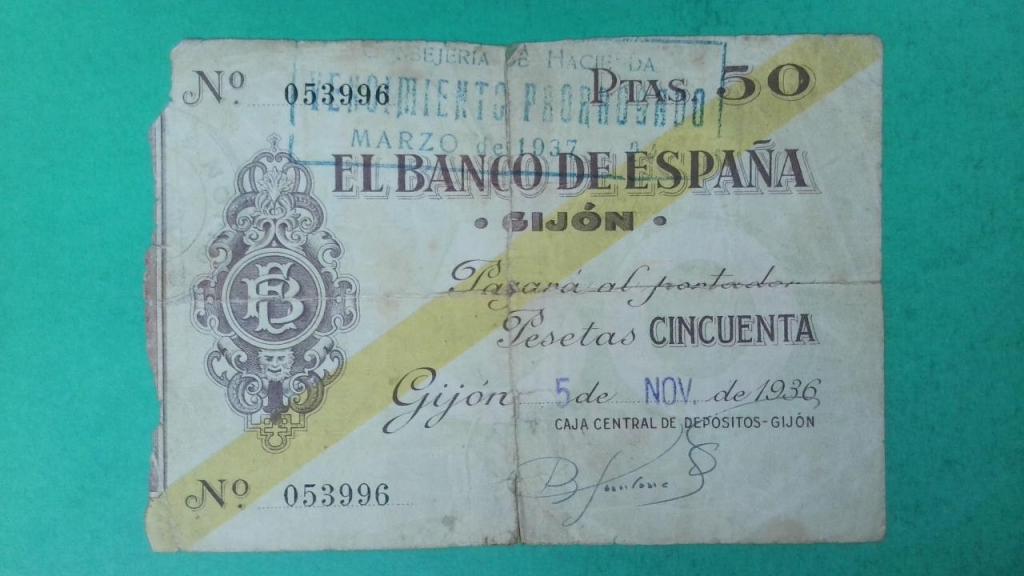 CONSEJERIA DE HACIENDA
VENCIMIENTO PRORROGADO
MARZO de 1937
Nº 053996
PTAS. 50
EL BANCO DE ESPAÑA
· GIJÓN ·
Pagará al portador
Pesetas CINCUENTA
Gijón 5 de NOV. de 1936
CAJA CENTRAL DE DEPÓSITOS-GIJÓN
Nº 053996